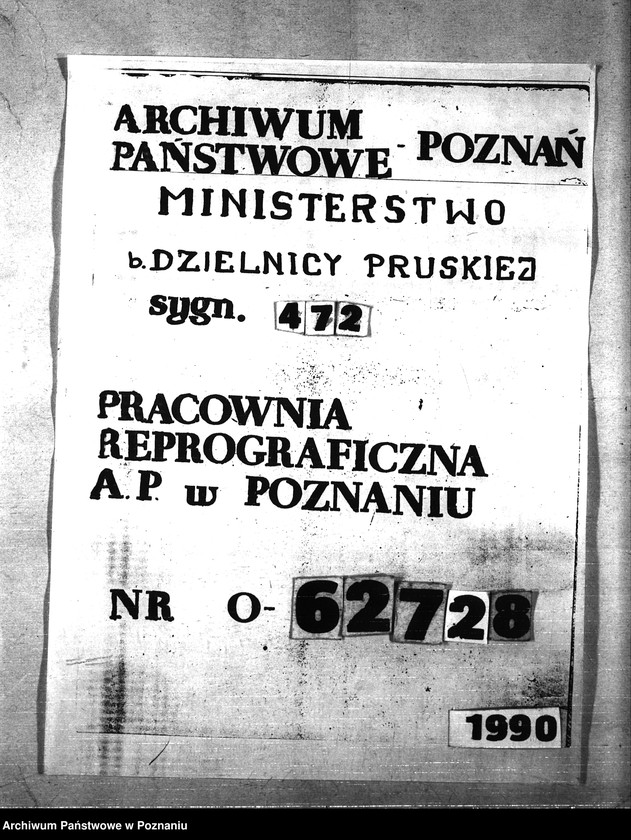 ARCHIWUM
PAŃSTWOWE - POZNAŃ
MINISTERSTWO
b. DZIELNICY PRUSKIEJ
sygn. 472
PRACOWNIA
REPROGRAFICZNA
A.P. w POZNANIU
NR O-62728
1990
Archiwum Państwowe w Poznaniu